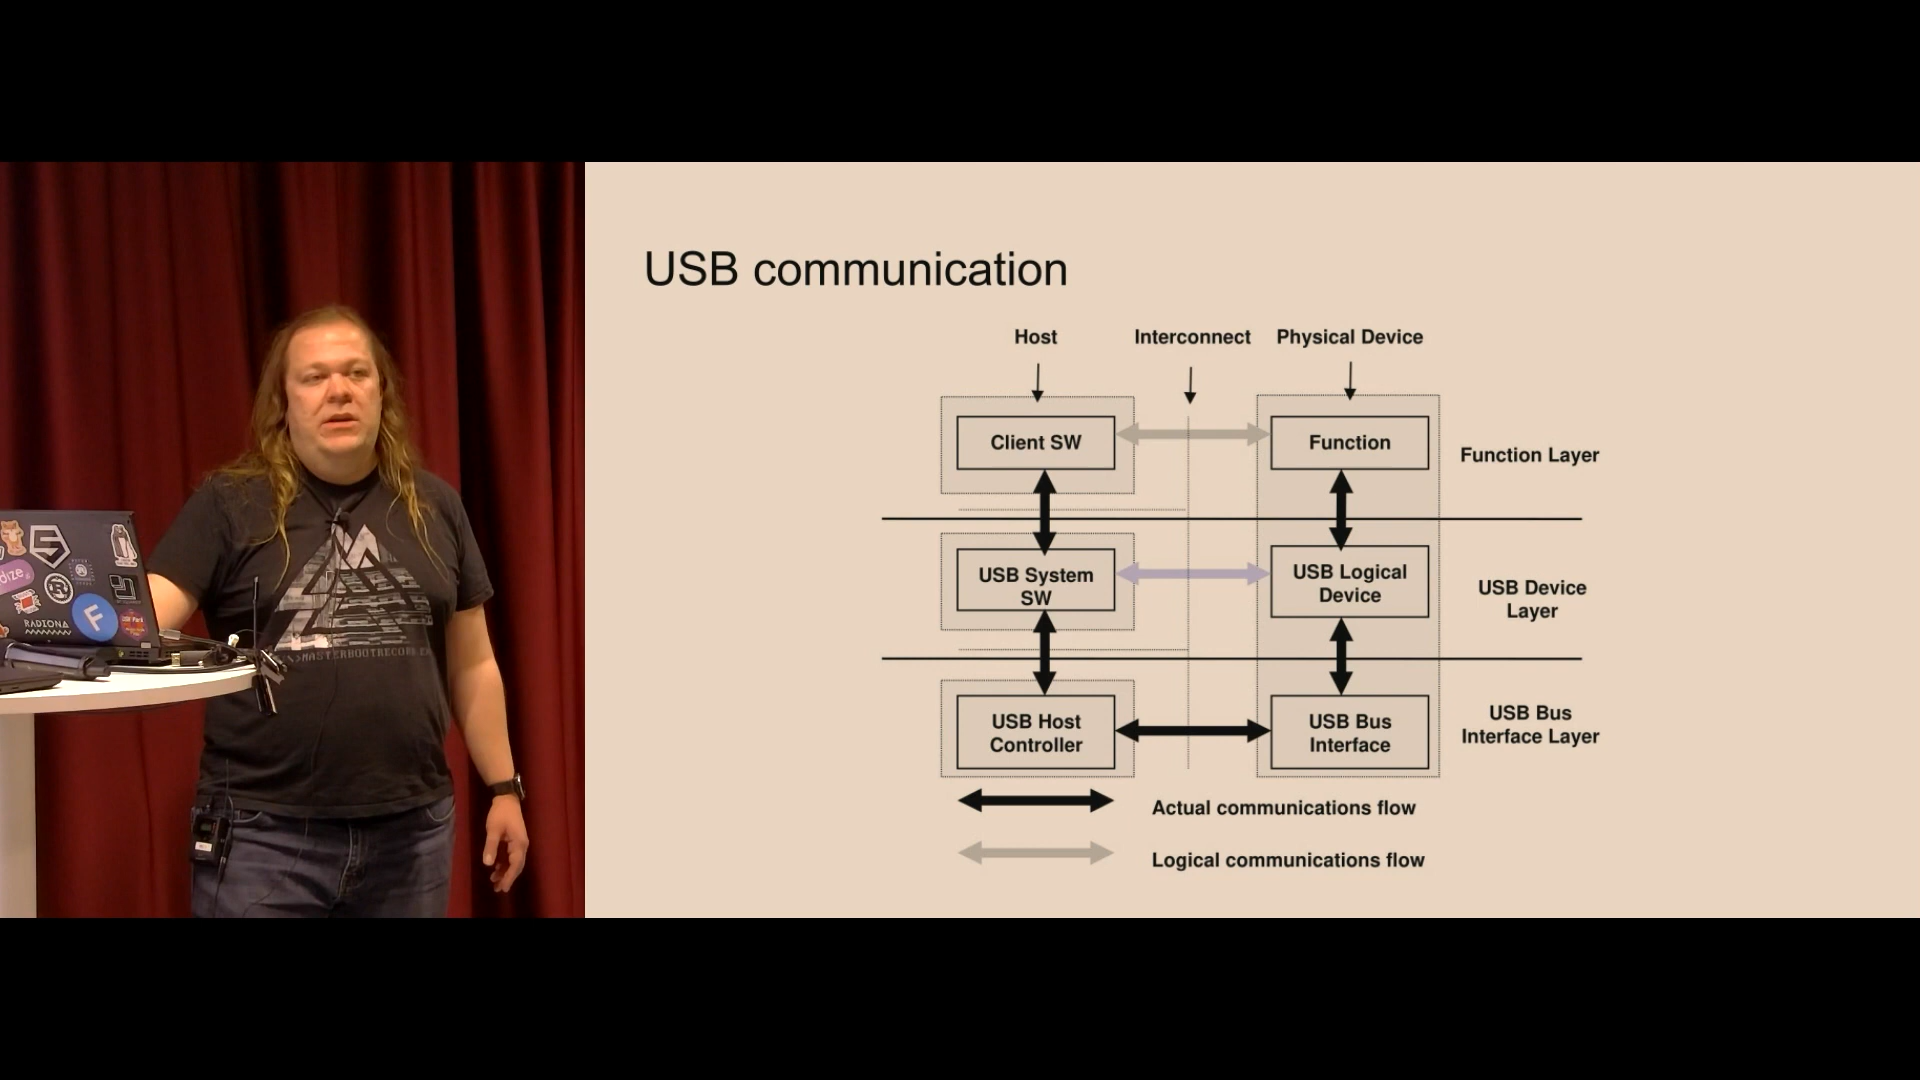 USB communication
Host
Interconnect
Physical Device
Client SW
Function
Function Layer
USB System
SW
USB Logical
Device
USB Device
Layer
USB Host
Controller
USB Bus
Interface
USB Bus
Interface Layer
Actual communications flow
Logical communications flow
RADIONA
F
MASTERBOOTRECORD